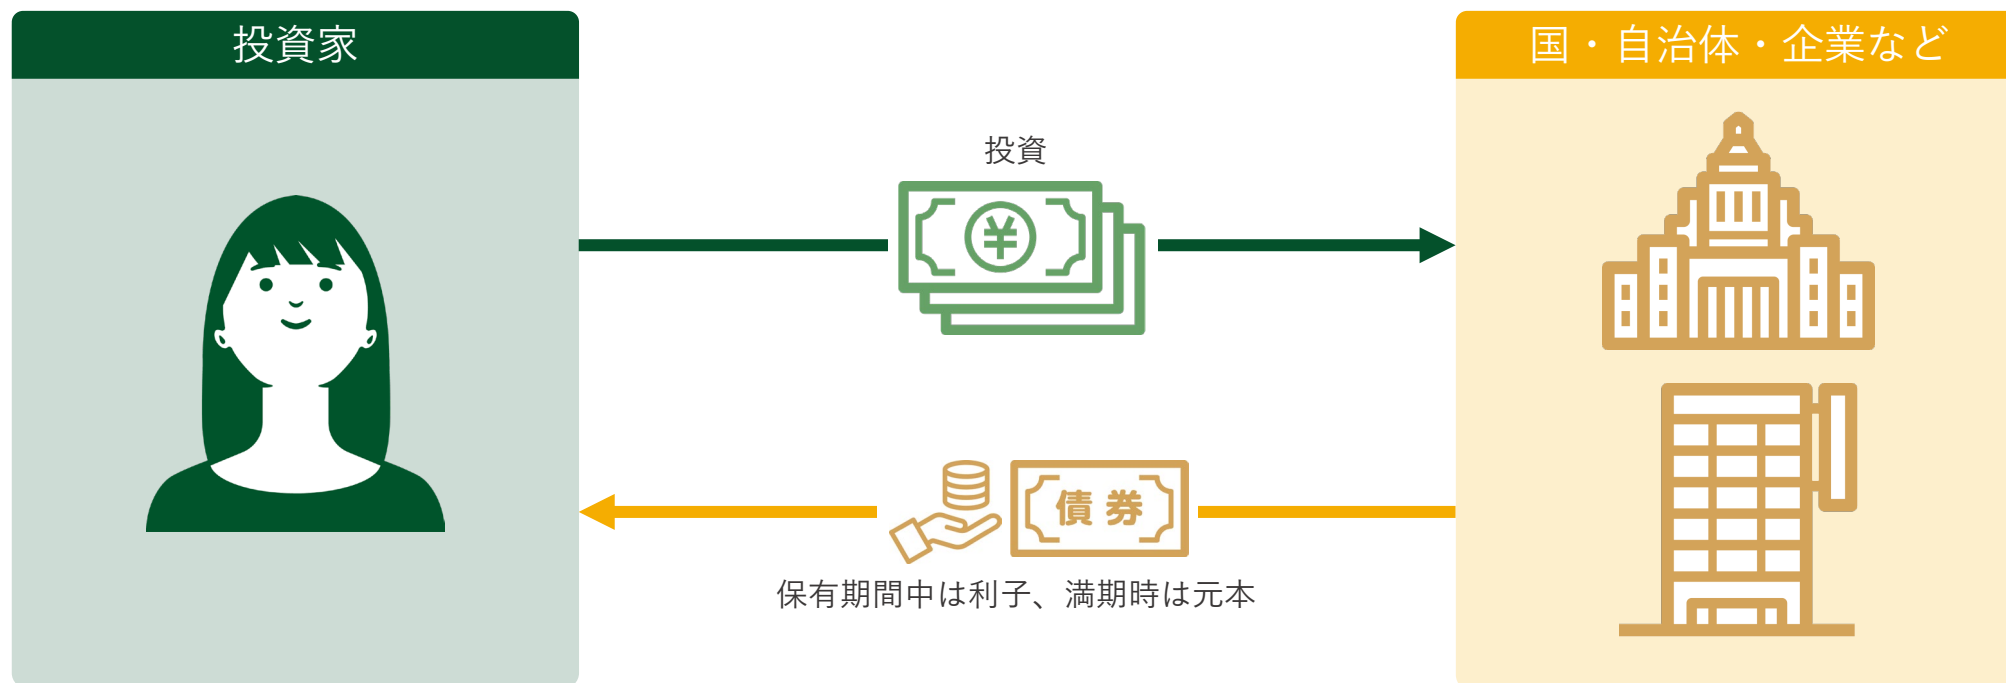 投資家
国・自治体・企業など
投資
¥
債券
保有期間中は利子、満期時は元本